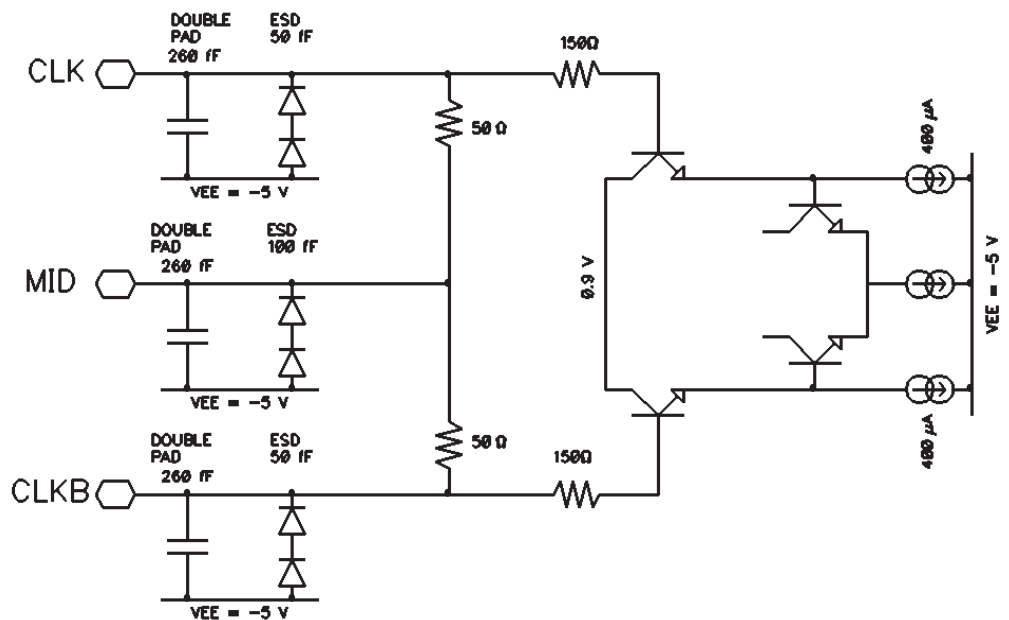 DOUBLE
PAD
260 fF
ESD
50 fF
CLK
150Ω
50 Ω
VEE = -5 V
400 µA
DOUBLE
PAD
260 fF
ESD
100 fF
MID
0.9 V
VEE = -5 V
VEE = -5 V
DOUBLE
PAD
260 fF
ESD
50 fF
50 Ω
150Ω
400 µA
CLKB
VEE = -5 V